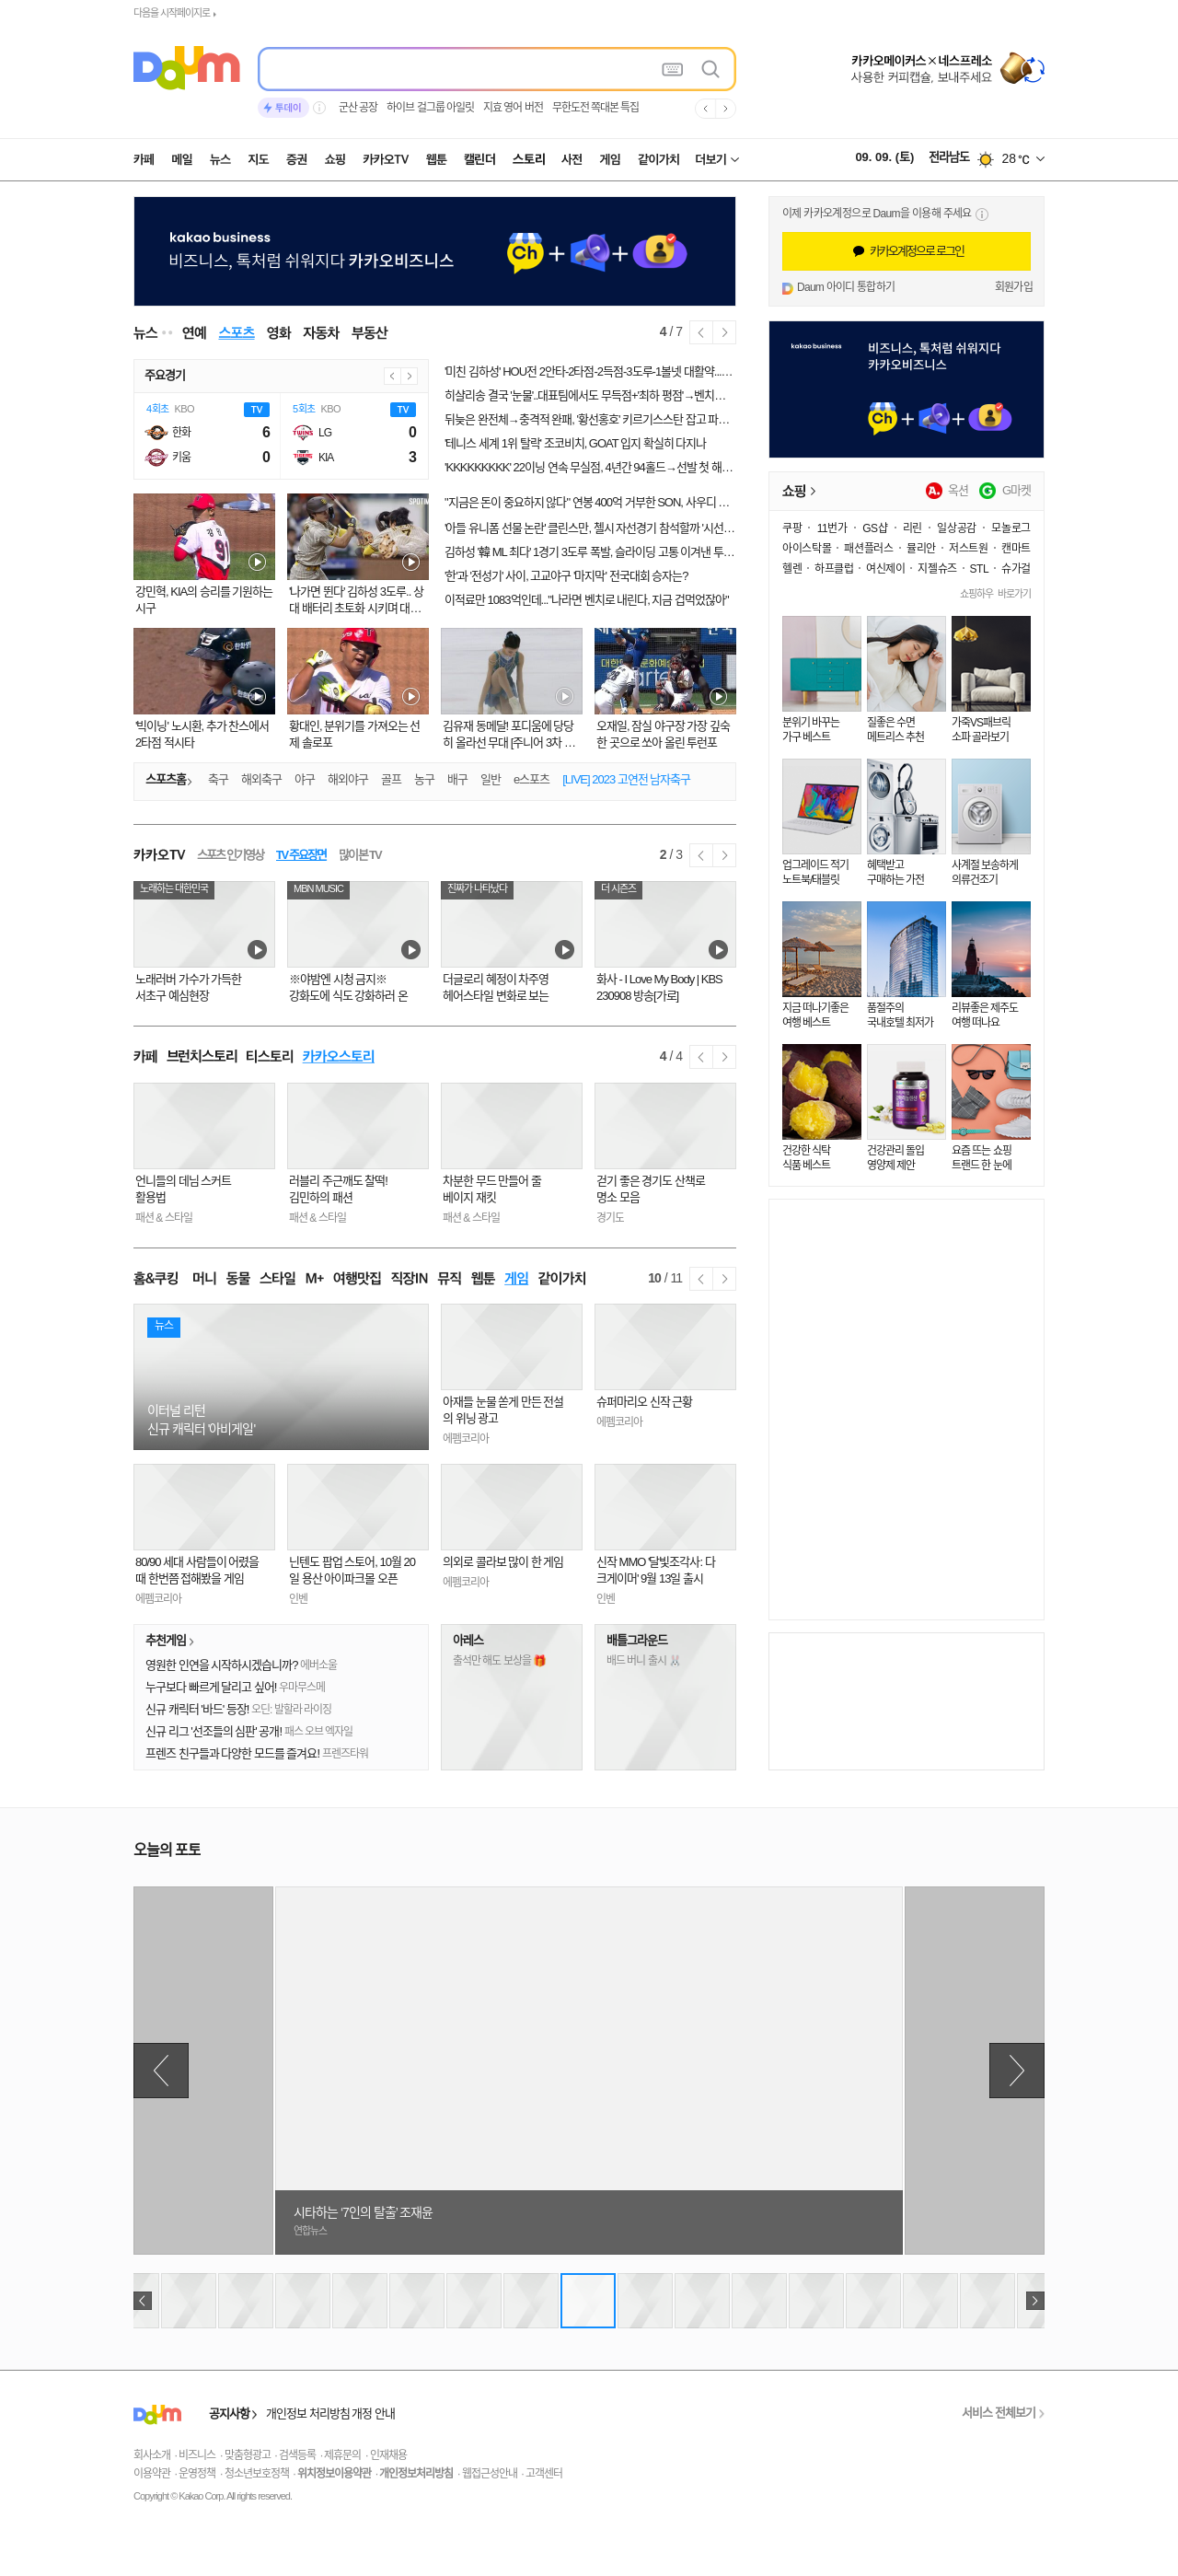 다음을 시작페이지로
Daum
투데이
군산 공장 하이브 걸그룹 아일릿 지효 영어 버전 무한도전 쪽대본 특집
카카오메이커스×네스프레소
사용한 커피캡슐, 보내주세요
카페 메일 뉴스 지도 증권 쇼핑 카카오TV 웹툰 캘린더 스토리 사전 게임 같이가치 더보기
09. 09. (토) 전라남도 28 ℃
kakao business
비즈니스, 톡처럼 쉬워지다 카카오비즈니스
Ch
이제 카카오계정으로 Daum을 이용해 주세요
카카오계정으로 로그인
Daum 아이디 통합하기
회원가입
뉴스 연예 스포츠 영화 자동차 부동산
4 / 7
주요경기
4회초 KBO TV
한화 6
키움 0
5회초 KBO TV
LG 0
KIA 3
'미친 김하성' HOU전 2안타-2타점-2득점-3도루-1볼넷 대활약...…
히샬리송 결국 '눈물'..대표팀에서도 무득점+'최하 평점'→벤치…
뒤늦은 완전체→충격적 완패, '황선홍호' 키르기스스탄 잡고 파…
'테니스 세계 1위 탈락' 조코비치, GOAT 입지 확실히 다지나
'KKKKKKKKK' 22이닝 연속 무실점, 4년간 94홀드→선발 첫 해…
"지금은 돈이 중요하지 않다" 연봉 400억 거부한 SON, 사우디 …
'아들 유니폼 선물 논란' 클린스만, 첼시 자선경기 참석할까 '시선…
김하성 '韓 ML 최다' 1경기 3도루 폭발, 슬라이딩 고통 이겨낸 투…
'한'과 '전성기' 사이, 고교야구 '마지막' 전국대회 승자는?
이적료만 1083억인데..."나라면 벤치로 내린다, 지금 겁먹었잖아"
강민혁, KIA의 승리를 기원하는
시구
'나가면 뛴다' 김하성 3도루.. 상
대 배터리 초토화 시키며 대…
'빅이닝' 노시환, 추가 찬스에서
2타점 적시타
황대인, 분위기를 가져오는 선
제 솔로포
김유재 동메달! 포디움에 당당
히 올라선 무대 [주니어 3차 …
오재일, 잠실 야구장 가장 깊숙
한 곳으로 쏘아 올린 투런포
스포츠홈 축구 해외축구 야구 해외야구 골프 농구 배구 일반 e스포츠 [LIVE] 2023 고연전 남자축구
kakao business
비즈니스, 톡처럼 쉬워지다
카카오비즈니스
Ch
쇼핑
A. 옥션 G G마켓
쿠팡 · 11번가 · GS샵 · 리린 · 일상공감 · 모놀로그
아이스탁몰 · 패션플러스 · 플리안 · 저스트원 · 캔마트
헬렌 · 하프클럽 · 여신제이 · 지젤슈즈 · STL · 슈가걸
쇼핑하우 바로가기
분위기 바꾸는
가구 베스트
질좋은 수면
메트리스 추천
가죽VS패브릭
소파 골라보기
업그레이드 적기
노트북/태블릿
혜택받고
구매하는 가전
사계절 보송하게
의류건조기
지금 떠나기좋은
여행 베스트
품절주의
국내호텔 최저가
리뷰좋은 제주도
여행 떠나요
건강한 식탁
식품 베스트
건강관리 돌입
영양제 제안
요즘 뜨는 쇼핑
트랜드 한 눈에
카카오TV 스포츠 인기영상 TV 주요장면 많이 본 TV
2 / 3
노래하는 대한민국
노래러버 가수가 가득한
서초구 예심현장
MBN MUSIC
※야밤엔 시청 금지※
강화도에 식도 강화하러 온
진짜가 나타났다
더글로리 혜정이 차주영
헤어스타일 변화로 보는
더 시즌즈
화사 - I Love My Body | KBS
230908 방송[가로]
카페 브런치스토리 티스토리 카카오스토리
4 / 4
언니들의 데님 스커트
활용법
패션 & 스타일
러블리 주근깨도 찰떡!
김민하의 패션
패션 & 스타일
차분한 무드 만들어 줄
베이지 재킷
패션 & 스타일
걷기 좋은 경기도 산책로
명소 모음
경기도
홈&쿠킹 머니 동물 스타일 M+ 여행맛집 직장IN 뮤직 웹툰 게임 같이가치
10 / 11
뉴스
이터널 리턴
신규 캐릭터 '아비게일'
아재들 눈물 쏟게 만든 전설
의 위닝 광고
에펨코리아
슈퍼마리오 신작 근황
에펨코리아
80/90 세대 사람들이 어렸을
때 한번쯤 접해봤을 게임
에펨코리아
닌텐도 팝업 스토어, 10월 20
일 용산 아이파크몰 오픈
인벤
의외로 콜라보 많이 한 게임
에펨코리아
신작 MMO '달빛조각사: 다
크게이머' 9월 13일 출시
인벤
추천게임
영원한 인연을 시작하시겠습니까? 에버소울
누구보다 빠르게 달리고 싶어! 우마무스메
신규 캐릭터 '바드' 등장! 오딘: 발할라 라이징
신규 리그 '선조들의 심판' 공개! 패스 오브 엑자일
프렌즈 친구들과 다양한 모드를 즐겨요! 프렌즈타워
아레스
출석만 해도 보상을 🎁
배틀그라운드
배드 버니 출시 🐰
오늘의 포토
시타하는 '7인의 탈출' 조재윤
연합뉴스
Daum 공지사항 개인정보 처리방침 개정 안내
서비스 전체보기
회사소개 · 비즈니스 · 맞춤형광고 · 검색등록 · 제휴문의 · 인재채용
이용약관 · 운영정책 · 청소년보호정책 · 위치정보이용약관 · 개인정보처리방침 · 웹접근성안내 · 고객센터
Copyright © Kakao Corp. All rights reserved.